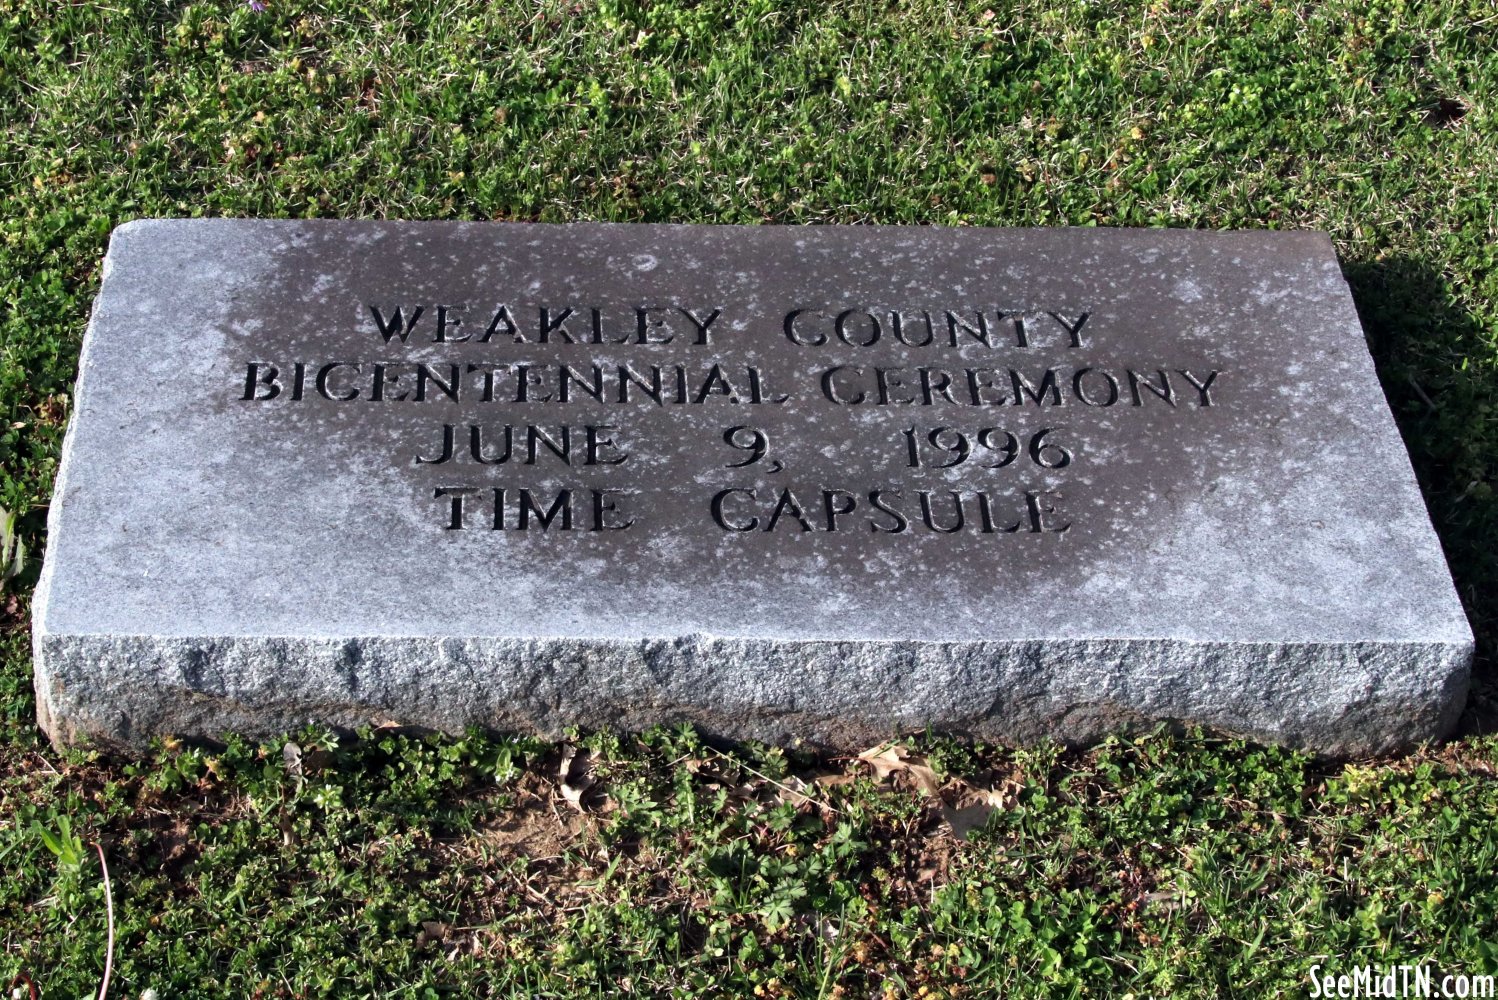 WEAKLEY COUNTY
BICENTENNIAL CEREMONY
JUNE 9, 1996
TIME CAPSULE
SeeMidTN.com